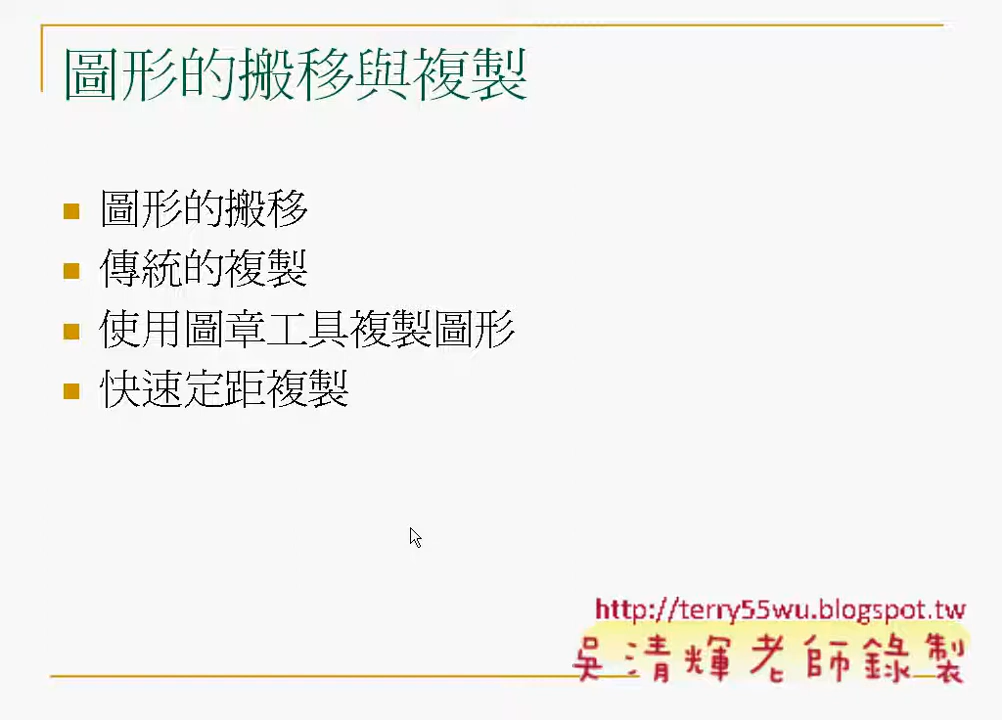 圖形的搬移與複製
圖形的搬移
傳統的複製
使用圖章工具複製圖形
快速定距複製
http://terry55wu.blogspot.tw
吳清輝老師錄製